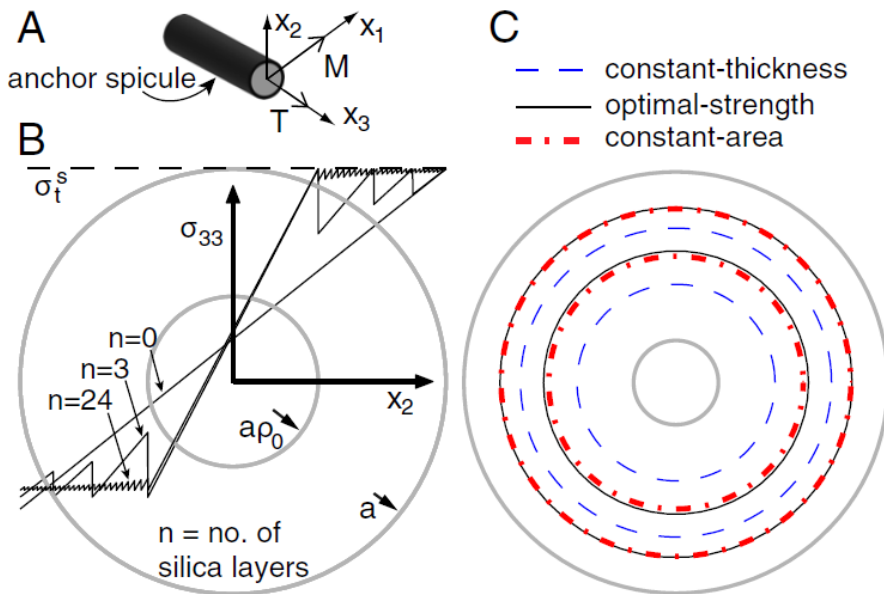 A
x₂
x₁
M
anchor spicule
T
x₃
B
σₜˢ
σ₃₃
n=0
n=3
n=24
x₂
aρ₀
a
n = no. of
silica layers
C
constant-thickness
optimal-strength
constant-area